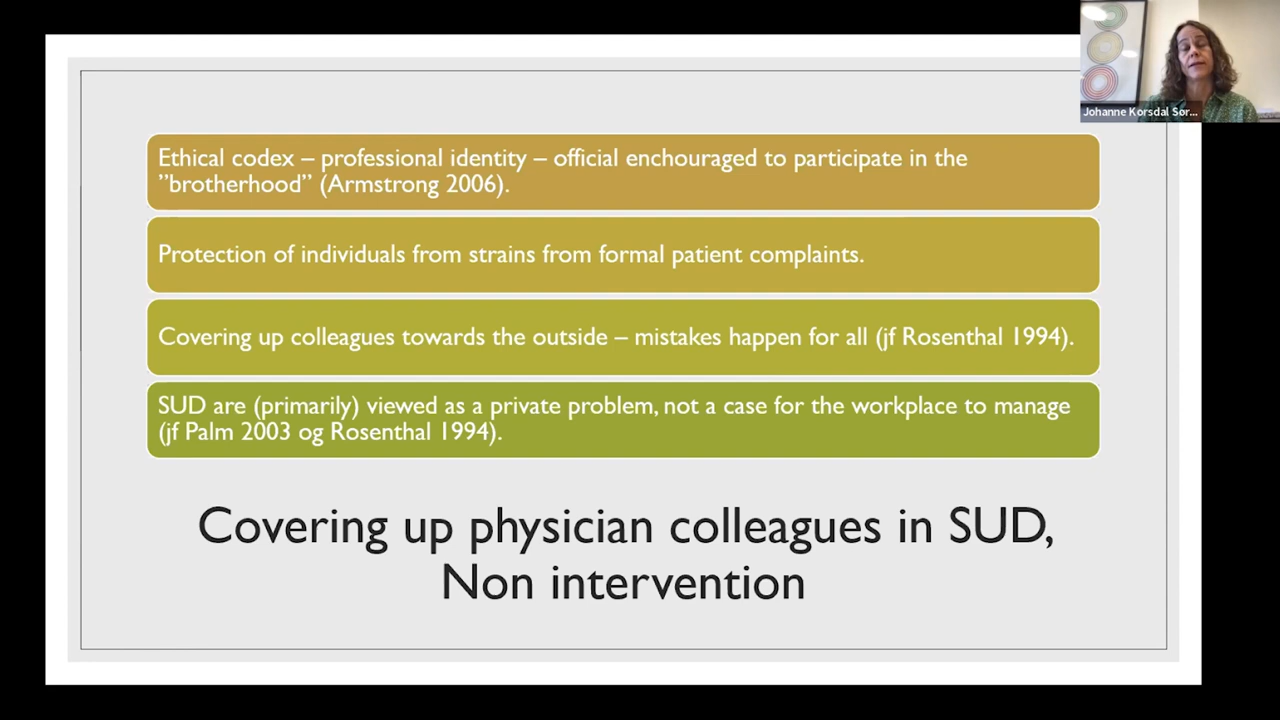 Johanne Korsdal Sør...
Ethical codex – professional identity – official enchouraged to participate in the
”brotherhood” (Armstrong 2006).
Protection of individuals from strains from formal patient complaints.
Covering up colleagues towards the outside – mistakes happen for all (jf Rosenthal 1994).
SUD are (primarily) viewed as a private problem, not a case for the workplace to manage
(jf Palm 2003 og Rosenthal 1994).
Covering up physician colleagues in SUD,
Non intervention